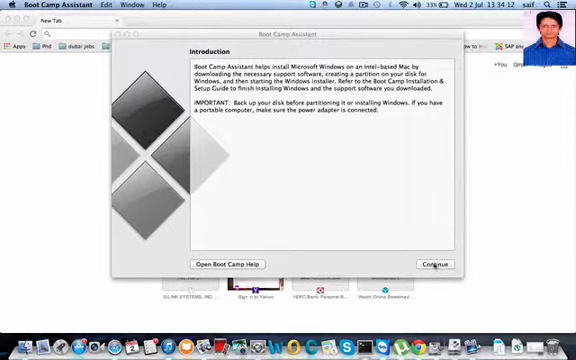 Boot Camp Assistant Edit Window Help 33% Wed 2 Jul 13:34:12 saif
New Tab
Apps Phd dubai jobs SAP an
Boot Camp Assistant
+You
Introduction
Boot Camp Assistant helps install Microsoft Windows on an Intel-based Mac by
downloading the necessary support software, creating a partition on your disk for
Windows, and then starting the Windows installer. Refer to the Boot Camp Installation &
Setup Guide to finish installing Windows and the support software you downloaded.
IMPORTANT: Back up your disk before partitioning it or installing Windows. If you have
a portable computer, make sure the power adapter is connected.
Open Boot Camp Help Continue
D-LINK SYSTEMS, INC. ... Sign in to Yahoo HDFC Bank: Personal B... Watch Online Bollywood...